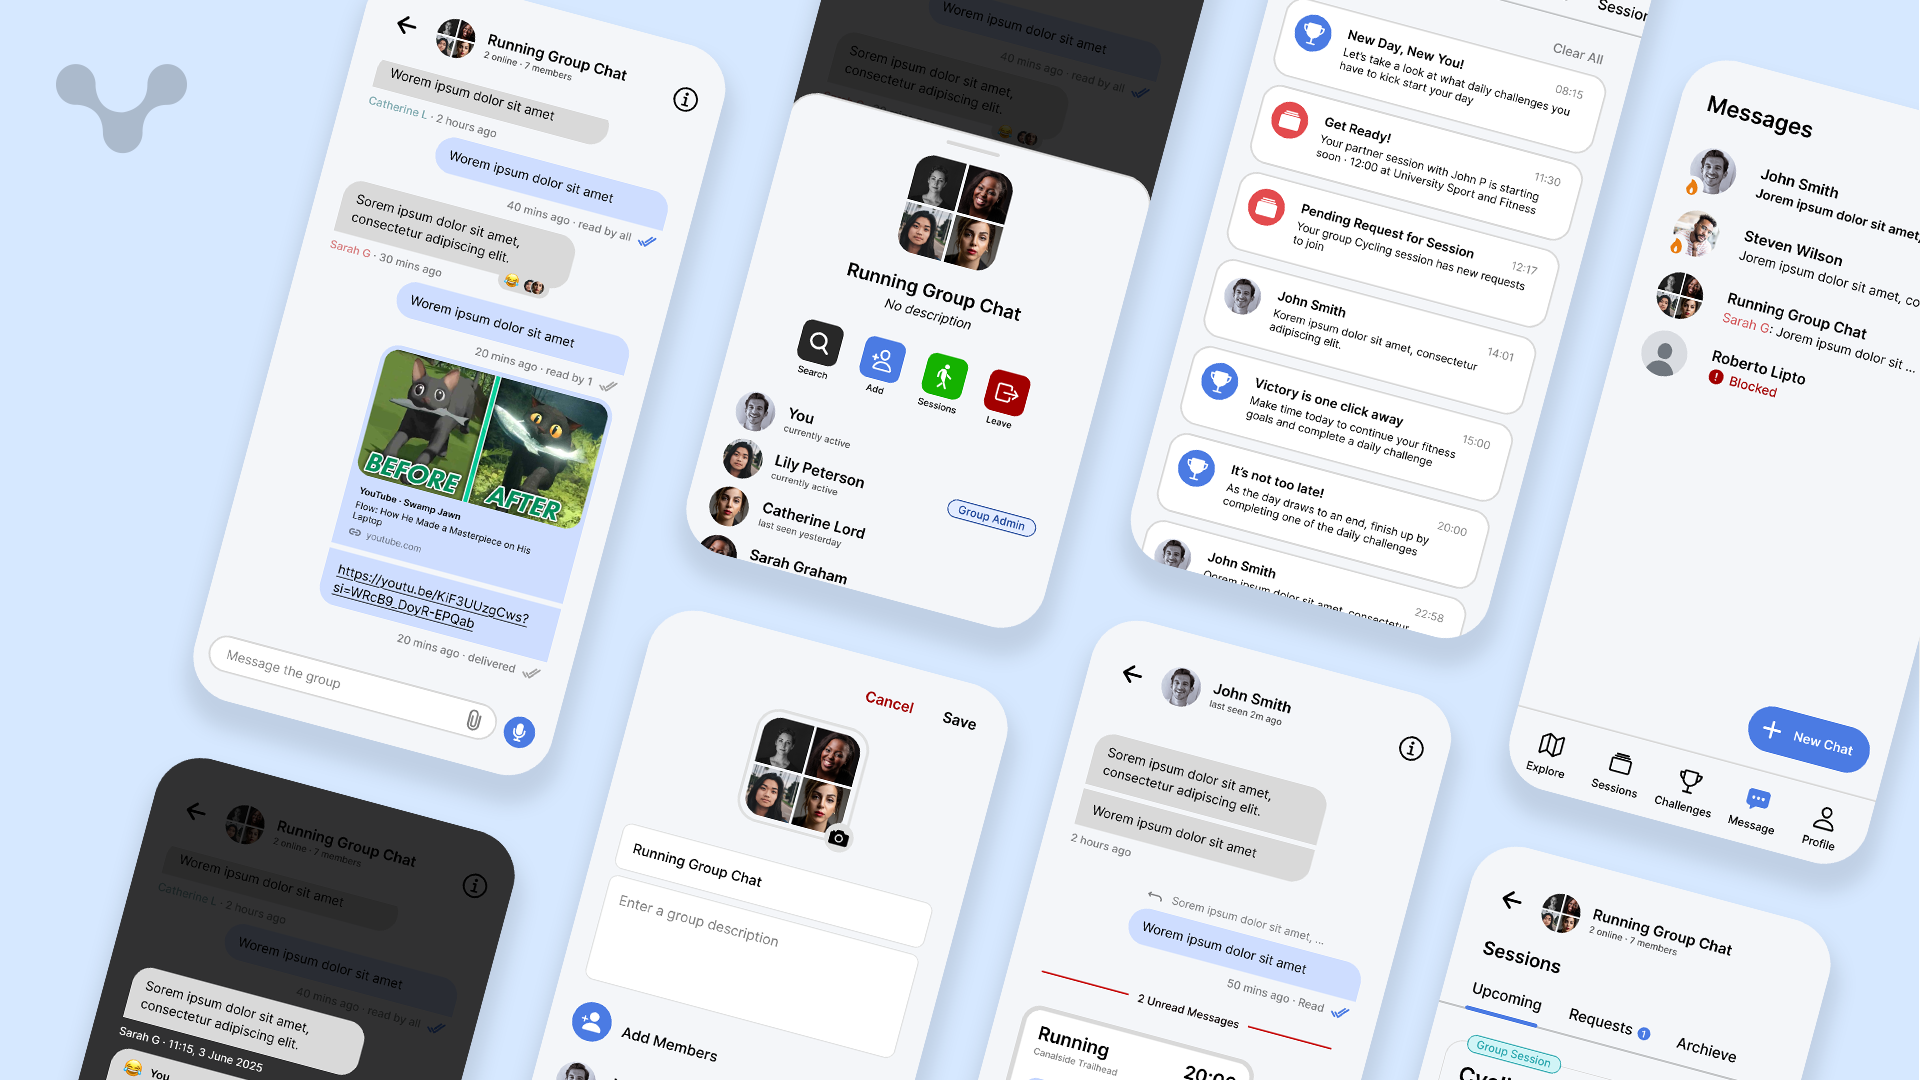 Running Group Chat
2 online · 7 members
Worem ipsum dolor sit amet
Catherine L · 2 hours ago
Worem ipsum dolor sit amet
40 mins ago · read by all
Sorem ipsum dolor sit amet,
consectetur adipiscing elit.
Sarah G · 30 mins ago
Worem ipsum dolor sit amet
20 mins ago · read by 1
BEFORE
AFTER
YouTube · Swamp Jawn
Flow: How He Made a Masterpiece on His
Laptop
youtube.com
https://youtu.be/KiF3UUzgCws?
si=WRcB9_DoyR-EPQab
20 mins ago · delivered
Message the group
Worem ipsum dolor sit amet
40 mins ago · read by all
Sorem ipsum dolor sit amet,
consectetur adipiscing elit.
Running Group Chat
No description
Search
Add
Sessions
Leave
You
currently active
Lily Peterson
currently active
Catherine Lord
last seen yesterday
Group Admin
Sarah Graham
Clear All
New Day, New You!
Let's take a look at what daily challenges you
have to kick start your day
08:15
Get Ready!
Your partner session with John P is starting
soon · 12:00 at University Sport and Fitness
11:30
Pending Request for Session
Your group Cycling session has new requests
to join
12:17
John Smith
Korem ipsum dolor sit amet, consectetur
adipiscing elit.
14:01
Victory is one click away
Make time today to continue your fitness
goals and complete a daily challenge
15:00
It's not too late!
As the day draws to an end, finish up by
completing one of the daily challenges
20:00
John Smith
Oorem ipsum dolor sit amet, consectetur
22:58
Messages
John Smith
Jorem ipsum dolor sit amet,
Steven Wilson
Jorem ipsum dolor sit amet, co
Running Group Chat
Sarah G: Jorem ipsum dolor sit ...
Roberto Lipto
Blocked
New Chat
Explore
Sessions
Challenges
Message
Profile
Running Group Chat
2 online · 7 members
Worem ipsum dolor sit amet
Catherine L · 2 hours ago
Worem ipsum dolor sit amet
40 mins ago · read by all
Sorem ipsum dolor sit amet,
consectetur adipiscing elit.
Sarah G · 11:15, 3 June 2025
You
Cancel
Save
Running Group Chat
Enter a group description
Add Members
John Smith
last seen 2m ago
Sorem ipsum dolor sit amet,
consectetur adipiscing elit.
Worem ipsum dolor sit amet
2 hours ago
Sorem ipsum dolor sit amet, ...
Worem ipsum dolor sit amet
50 mins ago · Read
2 Unread Messages
Running
Canalside Trailhead
20:00
Running Group Chat
2 online · 7 members
Sessions
Upcoming
Requests 1
Archieve
Group Session